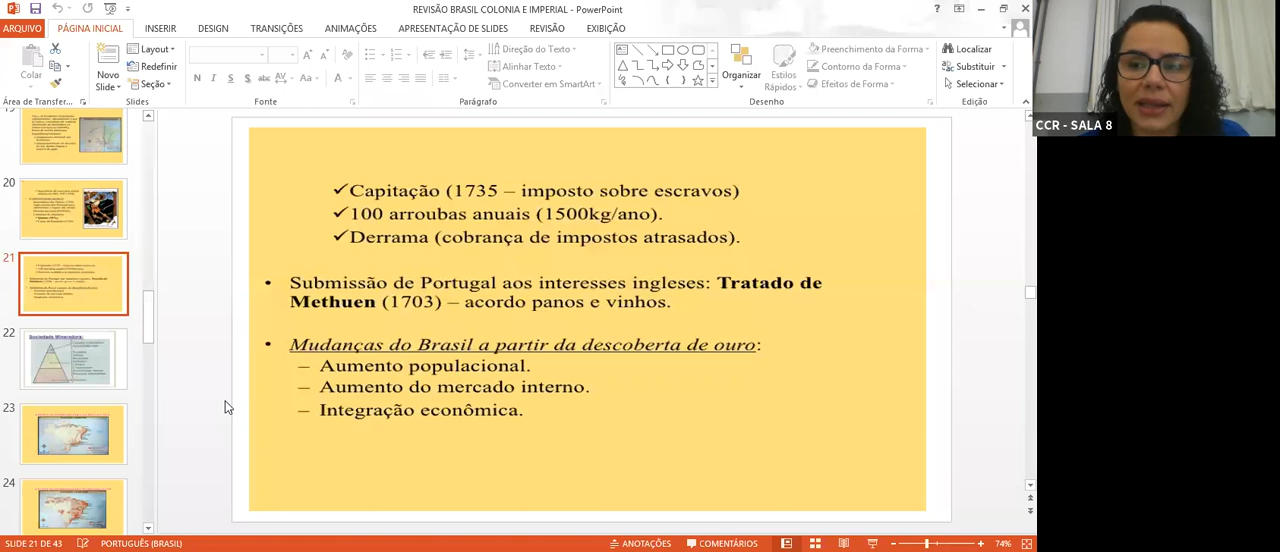 REVISÃO BRASIL COLONIA E IMPERIAL - PowerPoint
ARQUIVO PÁGINA INICIAL INSERIR DESIGN TRANSIÇÕES ANIMAÇÕES APRESENTAÇÃO DE SLIDES REVISÃO EXIBIÇÃO
Colar
Novo
Slide
Layout
Redefinir
Seção
N I S S abc AV Aa A
Direção do Texto
Alinhar Texto
Converter em SmartArt
Organizar
Estilos
Rápidos
Preenchimento da Forma
Contorno da Forma
Efeitos de Forma
Localizar
Substituir
Selecionar
Área de Transfer... Slides Fonte Parágrafo Desenho Edição
CCR - SALA 8
19
20
21
22
Sociedade Mineradora:
23
24
✓Capitação (1735 – imposto sobre escravos)
✓100 arroubas anuais (1500kg/ano).
✓Derrama (cobrança de impostos atrasados).
• Submissão de Portugal aos interesses ingleses: Tratado de
Methuen (1703) – acordo panos e vinhos.
• Mudanças do Brasil a partir da descoberta de ouro:
– Aumento populacional.
– Aumento do mercado interno.
– Integração econômica.
SLIDE 21 DE 43 PORTUGUÊS (BRASIL) ANOTAÇÕES COMENTÁRIOS 74%